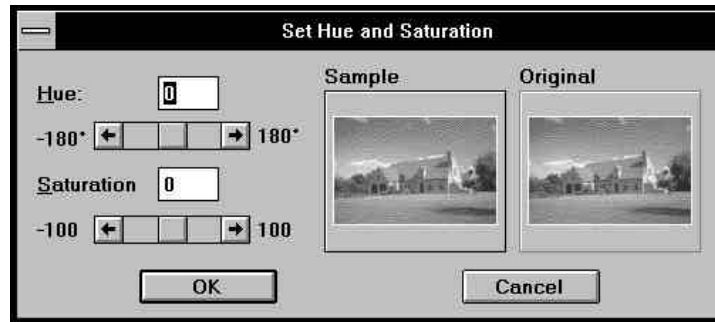 Set Hue and Saturation
Hue: 0
-180° 180°
Saturation 0
-100 100
Sample Original
OK Cancel